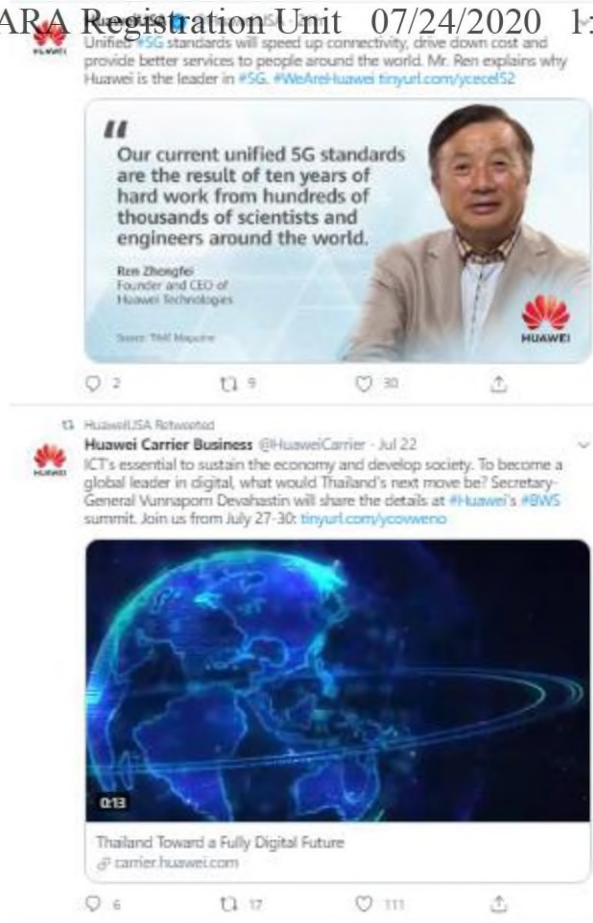 ARA Registration Unit 07/24/2020 1:
HUAWEI
Unified #5G standards will speed up connectivity, drive down cost and
provide better services to people around the world. Mr. Ren explains why
Huawei is the leader in #5G. #WeAreHuawei tinyurl.com/ycecel52
"
Our current unified 5G standards
are the result of ten years of
hard work from hundreds of
thousands of scientists and
engineers around the world.
Ren Zhengfei
Founder and CEO of
Huawei Technologies
Source: TIME Magazine
HUAWEI
2 9 30
HuaweiUSA Retweeted
Huawei Carrier Business @HuaweiCarrier · Jul 22
HUAWEI
ICT's essential to sustain the economy and develop society. To become a
global leader in digital, what would Thailand's next move be? Secretary-
General Vunnaporn Devahastin will share the details at #Huawei's #BWS
summit. Join us from July 27-30: tinyurl.com/ycovweno
0:13
Thailand Toward a Fully Digital Future
carrier.huawei.com
6 17 111